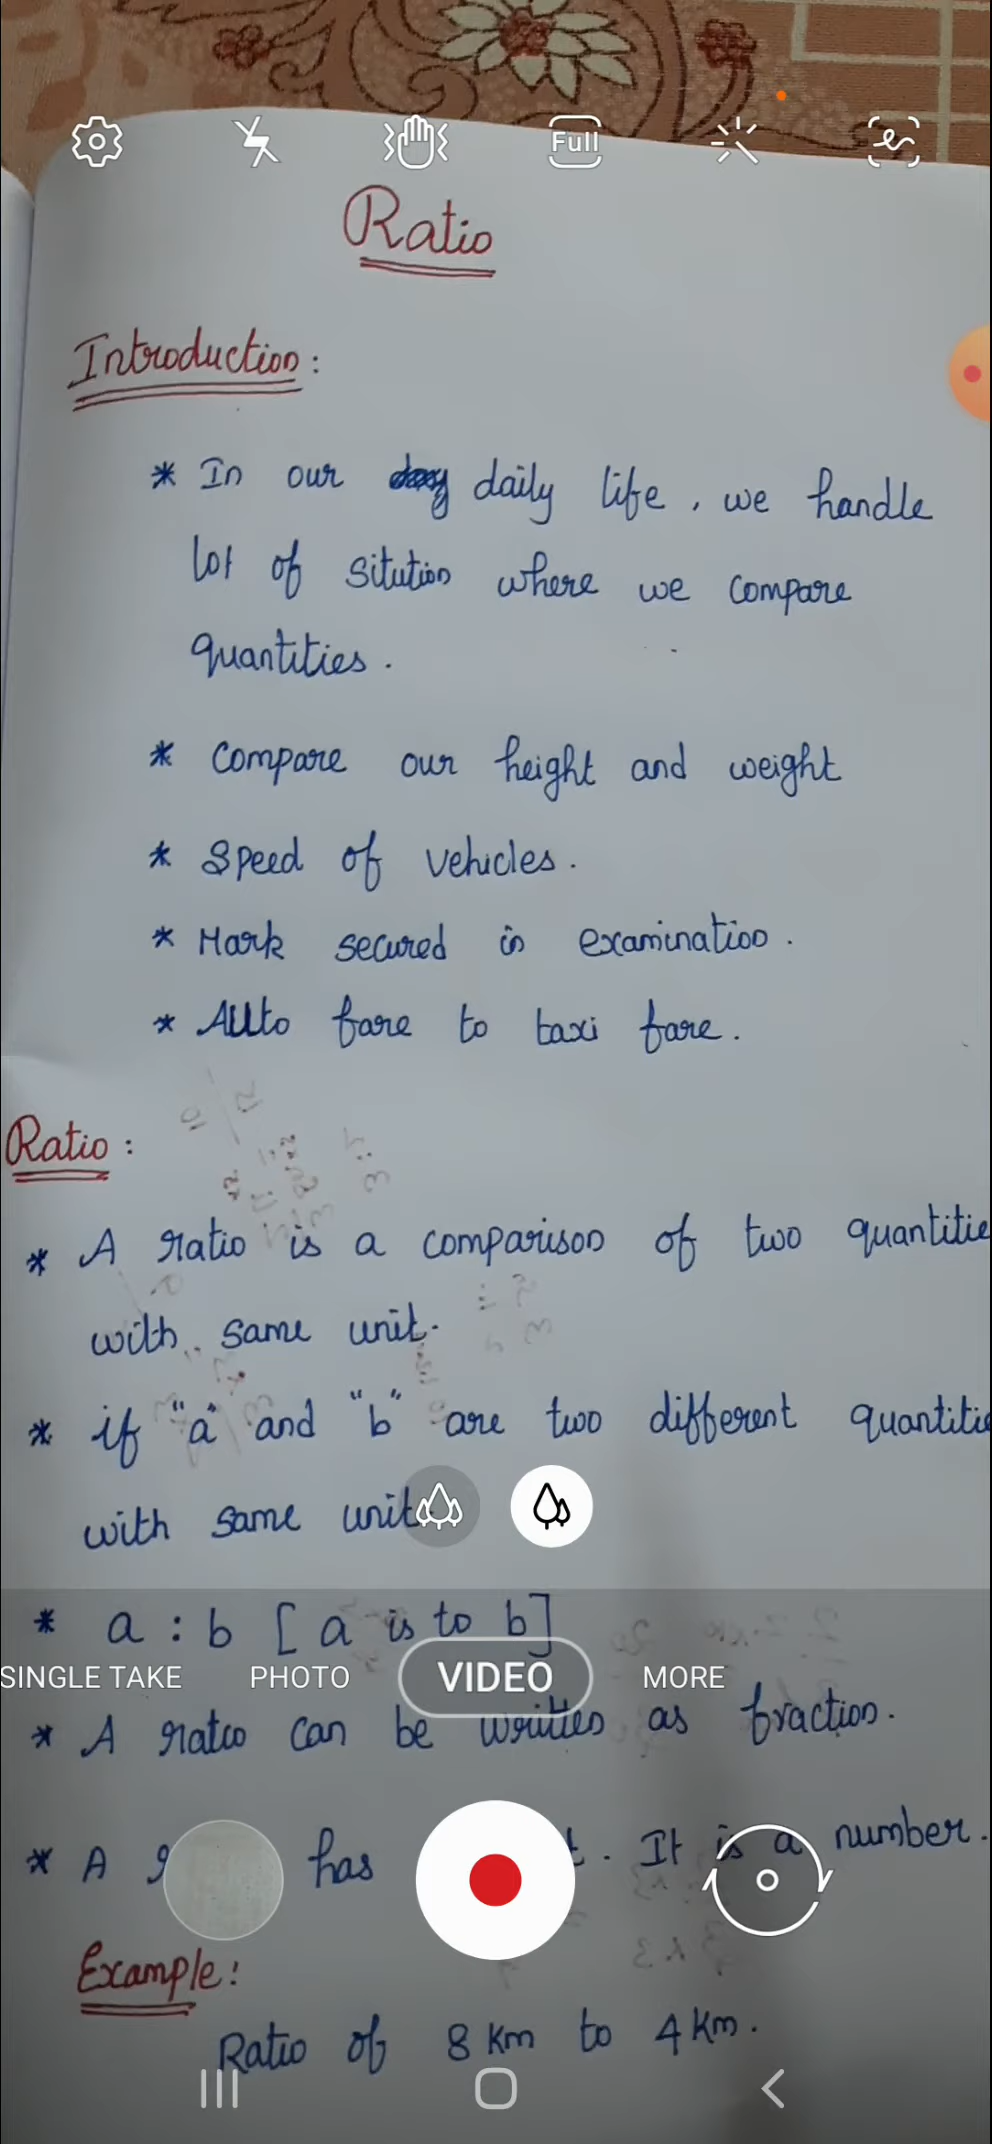 Full
Ratio
Introduction:
* In our daily life, we handle
lot of sitution where we compare
quantities.
* Compare our height and weight
* Speed of vehicles.
* Mark secured in examination.
* Auto fare to taxi fare.
Ratio:
* A ratio is a comparison of two quantitie
with same unit.
* if "a" and "b" are two different quantitie
with same unit
* a : b [a is to b]
SINGLE TAKE PHOTO VIDEO MORE
* A ratio can be written as fraction.
* A has . It is a number.
Example:
Ratio of 8 km to 4 km.